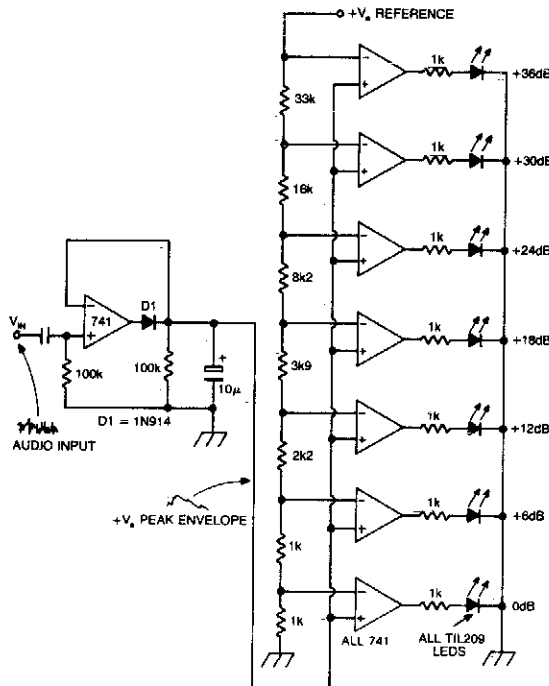 +Va REFERENCE
1k
+36dB
33k
1k
+30dB
16k
1k
+24dB
8k2
D1
VIN
741
1k
+18dB
100k
100k
+
10μ
3k9
AUDIO INPUT
D1 = 1N914
1k
+12dB
2k2
+Va PEAK ENVELOPE
1k
+6dB
1k
1k
0dB
1k
ALL 741
ALL TIL209
LEDS